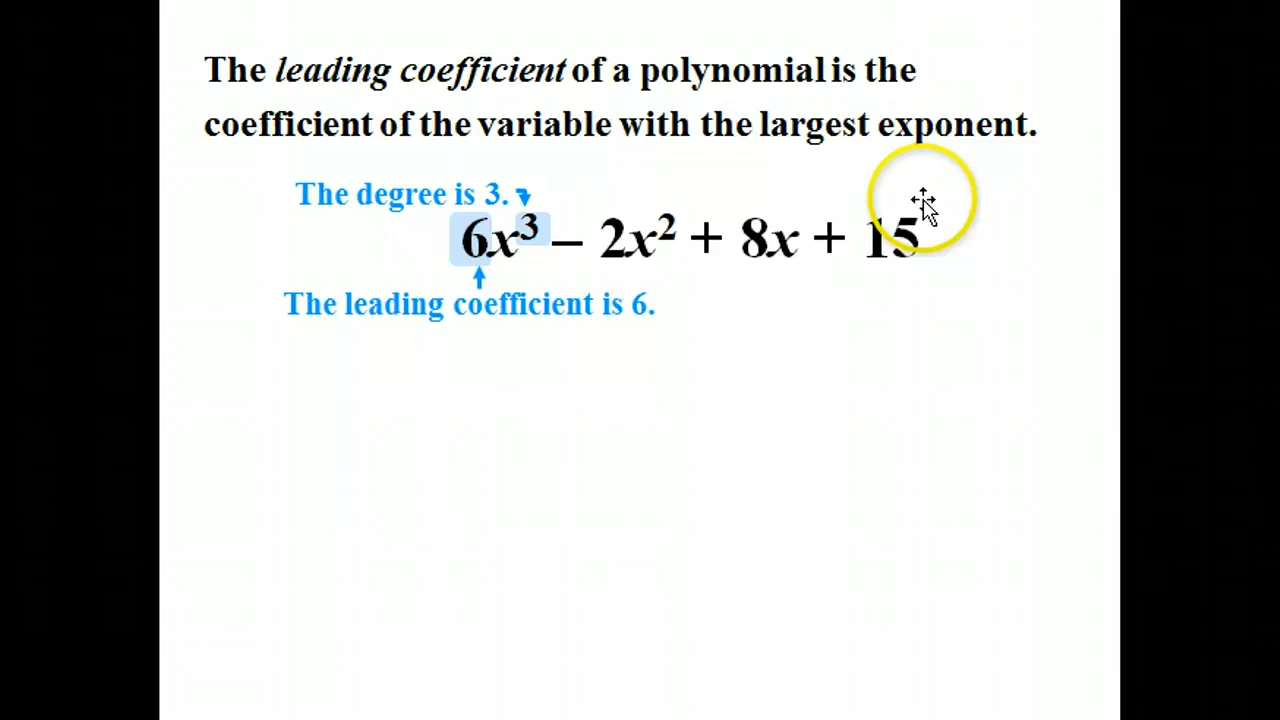 The leading coefficient of a polynomial is the
coefficient of the variable with the largest exponent.
The degree is 3.
6x³ – 2x² + 8x + 15
The leading coefficient is 6.